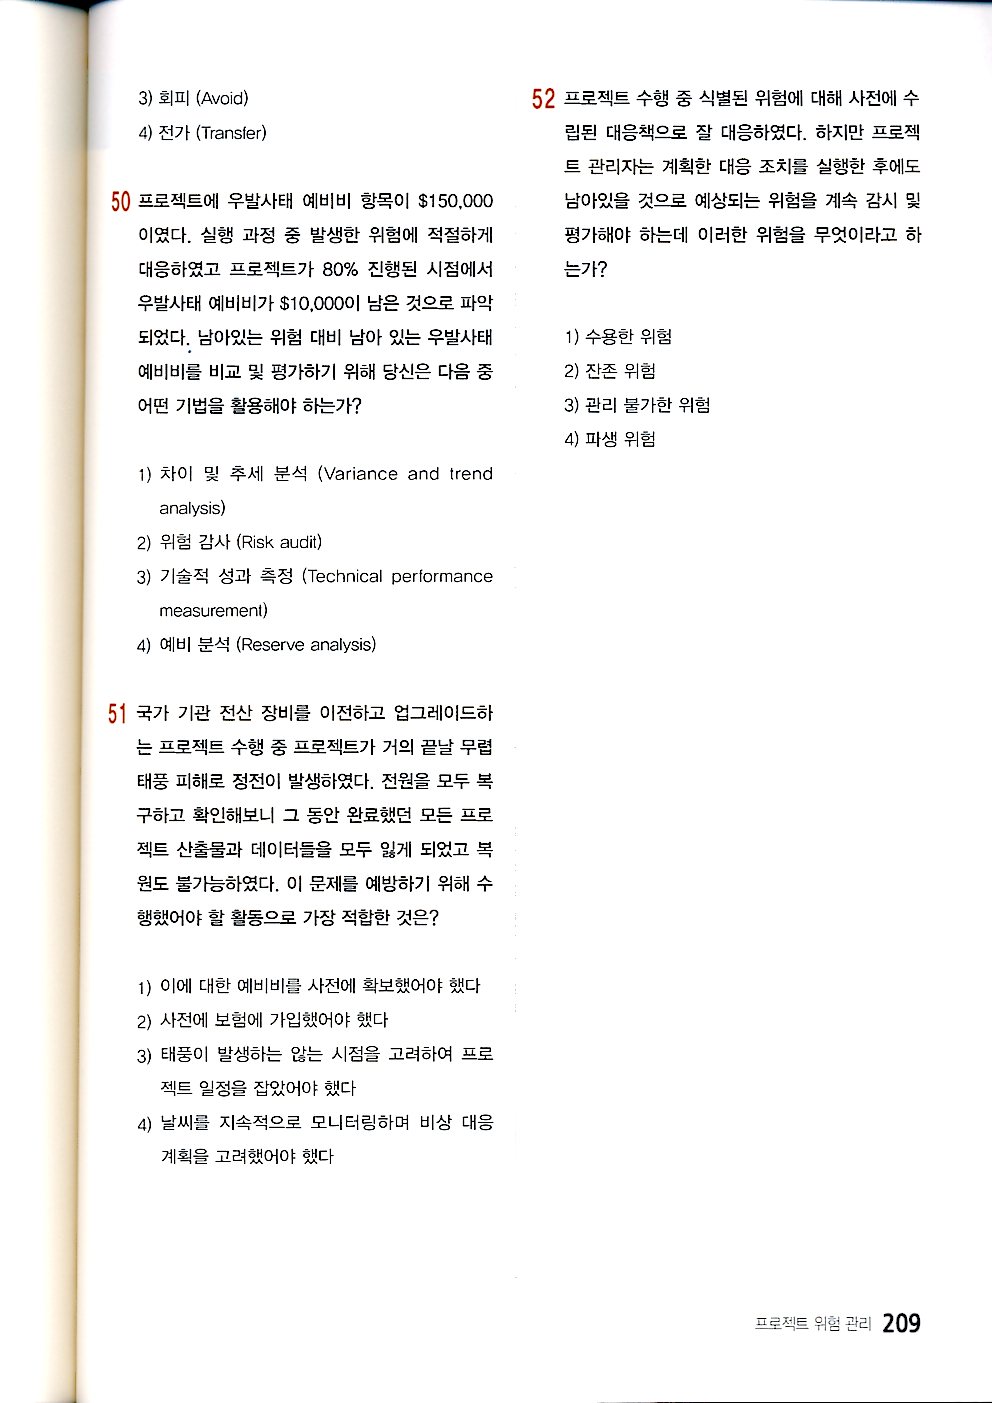 3) 회피 (Avoid)
4) 전가 (Transfer)
50 프로젝트에 우발사태 예비비 항목이 $150,000
이였다. 실행 과정 중 발생한 위험에 적절하게
대응하였고 프로젝트가 80% 진행된 시점에서
우발사태 예비비가 $10,000이 남은 것으로 파악
되었다. 남아있는 위험 대비 남아 있는 우발사태
예비비를 비교 및 평가하기 위해 당신은 다음 중
어떤 기법을 활용해야 하는가?
1) 차이 및 추세 분석 (Variance and trend
analysis)
2) 위험 감사 (Risk audit)
3) 기술적 성과 측정 (Technical performance
measurement)
4) 예비 분석 (Reserve analysis)
51 국가 기관 전산 장비를 이전하고 업그레이드하
는 프로젝트 수행 중 프로젝트가 거의 끝날 무렵
태풍 피해로 정전이 발생하였다. 전원을 모두 복
구하고 확인해보니 그 동안 완료했던 모든 프로
젝트 산출물과 데이터들을 모두 잃게 되었고 복
원도 불가능하였다. 이 문제를 예방하기 위해 수
행했어야 할 활동으로 가장 적합한 것은?
1) 이에 대한 예비비를 사전에 확보했어야 했다
2) 사전에 보험에 가입했어야 했다
3) 태풍이 발생하는 않는 시점을 고려하여 프로
젝트 일정을 잡았어야 했다
4) 날씨를 지속적으로 모니터링하며 비상 대응
계획을 고려했어야 했다
52 프로젝트 수행 중 식별된 위험에 대해 사전에 수
립된 대응책으로 잘 대응하였다. 하지만 프로젝
트 관리자는 계획한 대응 조치를 실행한 후에도
남아있을 것으로 예상되는 위험을 계속 감시 및
평가해야 하는데 이러한 위험을 무엇이라고 하
는가?
1) 수용한 위험
2) 잔존 위험
3) 관리 불가한 위험
4) 파생 위험
프로젝트 위험 관리 209